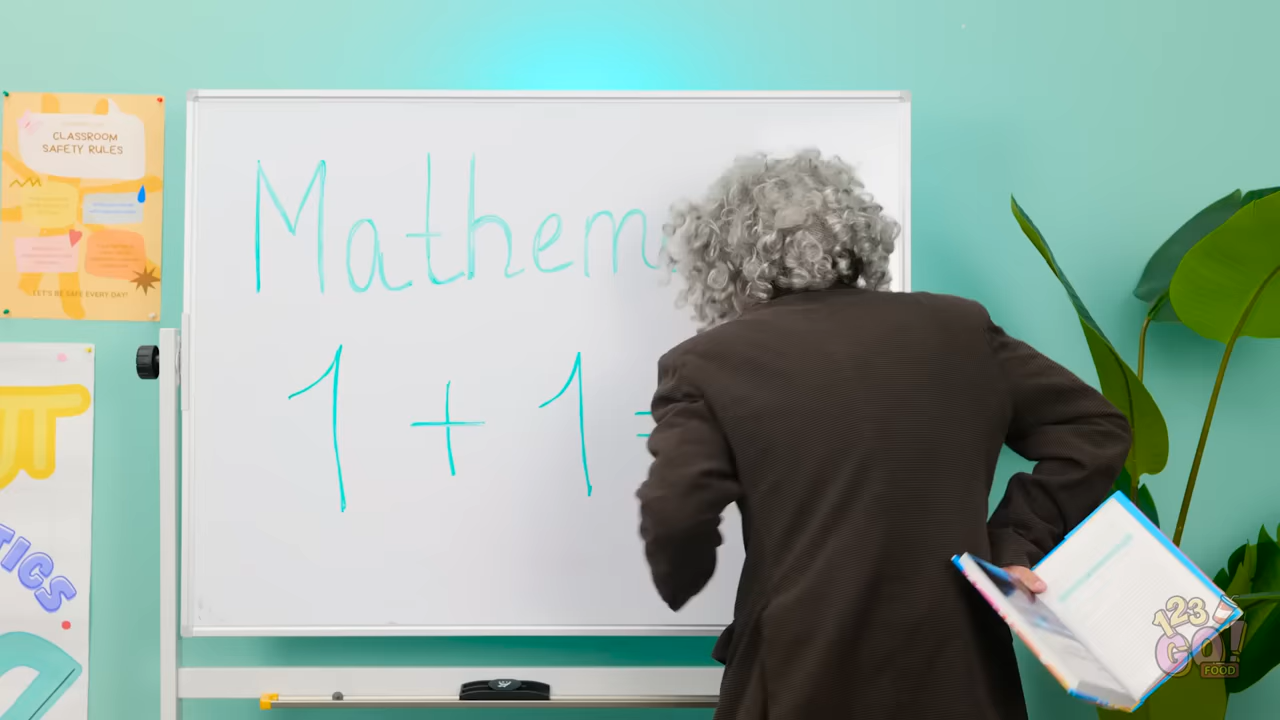 CLASSROOM
SAFETY RULES
LET'S BE SAFE EVERY DAY!
Mathem
1 + 1 =
π
TICS
123
GO!
FOOD